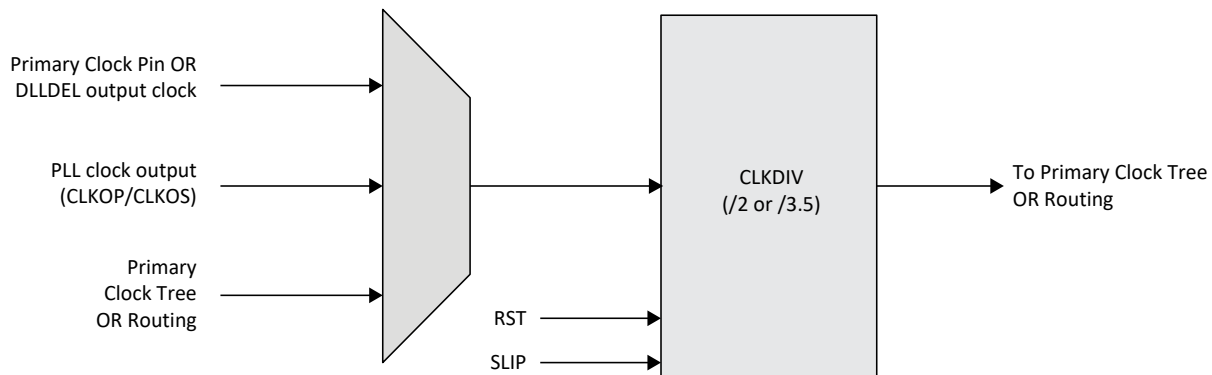 Primary Clock Pin OR
DLLDEL output clock
PLL clock output
(CLKOP/CLKOS)
Primary
Clock Tree
OR Routing
RST
SLIP
CLKDIV
(/2 or /3.5)
To Primary Clock Tree
OR Routing